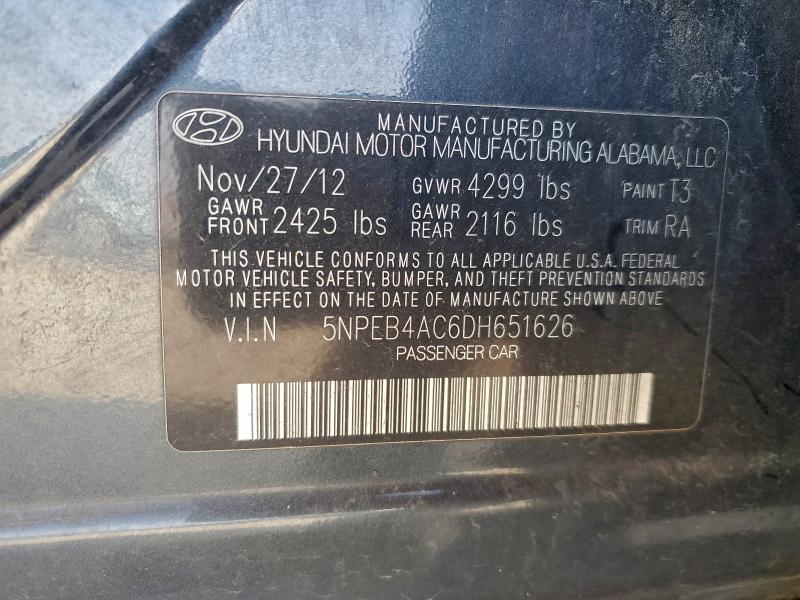 MANUFACTURED BY
HYUNDAI MOTOR MANUFACTURING ALABAMA, LLC
Nov/27/12 GVWR 4299 lbs PAINT T3
GAWR FRONT 2425 lbs GAWR REAR 2116 lbs TRIM RA
THIS VEHICLE CONFORMS TO ALL APPLICABLE U.S.A. FEDERAL
MOTOR VEHICLE SAFETY, BUMPER, AND THEFT PREVENTION STANDARDS
IN EFFECT ON THE DATE OF MANUFACTURE SHOWN ABOVE
V.I.N 5NPEB4AC6DH651626
PASSENGER CAR